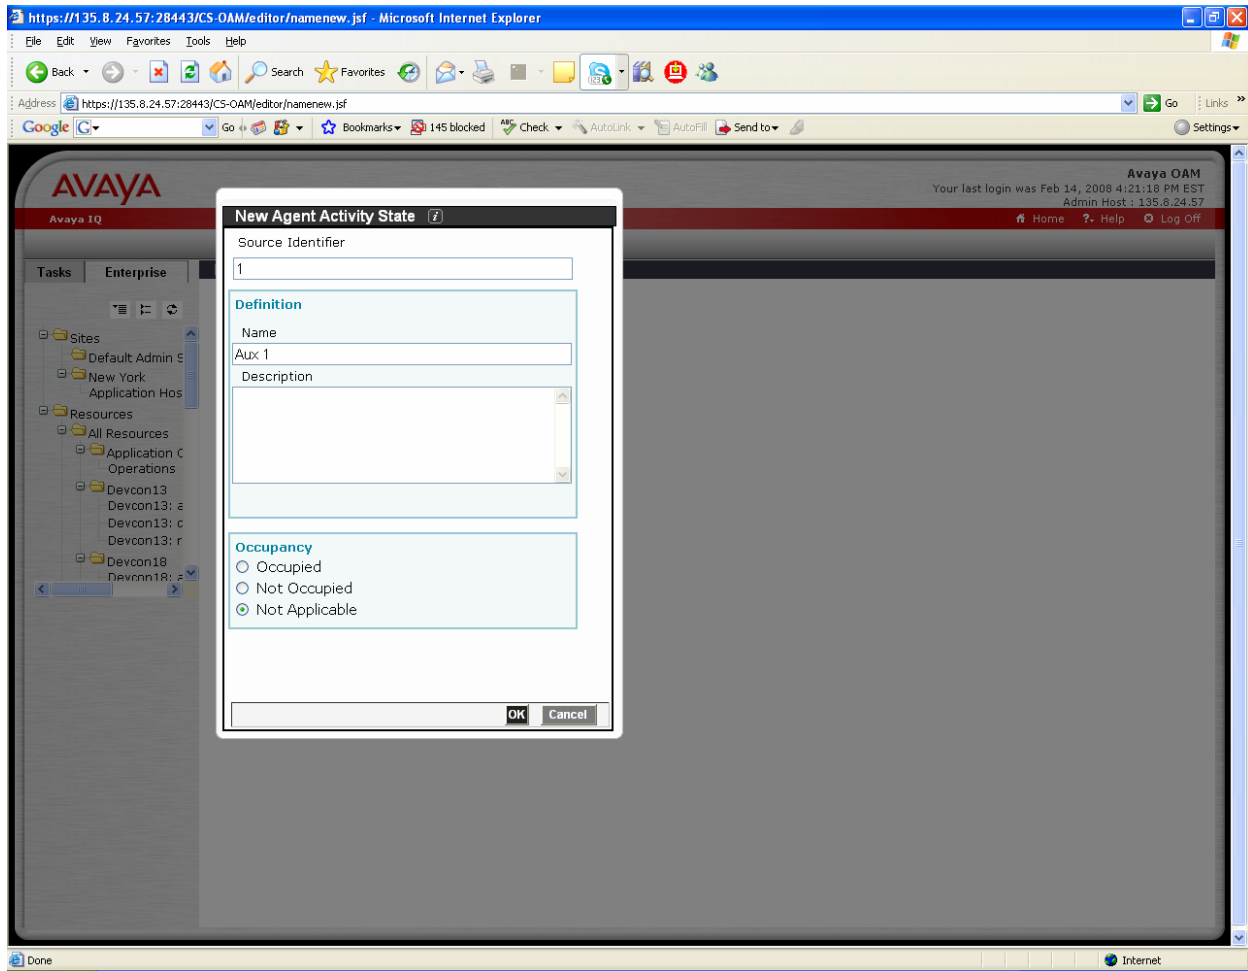 https://135.8.24.57:28443/CS-OAM/editor/namenew.jsf - Microsoft Internet Explorer
File Edit View Favorites Tools Help
Back Search Favorites
Address https://135.8.24.57:28443/CS-OAM/editor/namenew.jsf Go Links »
Google G Go Bookmarks 145 blocked ABC Check AutoLink AutoFill Send to Settings
AVAYA
Avaya OAM
Your last login was Feb 14, 2008 4:21:18 PM EST
Admin Host : 135.8.24.57
Avaya IQ Home ? Help Log Off
Tasks Enterprise
Sites
Default Admin S
New York
Application Hos
Resources
All Resources
Application C
Operations
Devcon13
Devcon13: a
Devcon13: c
Devcon13: r
Devcon18
Devcon18: a
New Agent Activity State i
Source Identifier
1
Definition
Name
Aux 1
Description
Occupancy
Occupied
Not Occupied
Not Applicable
OK Cancel
Done Internet